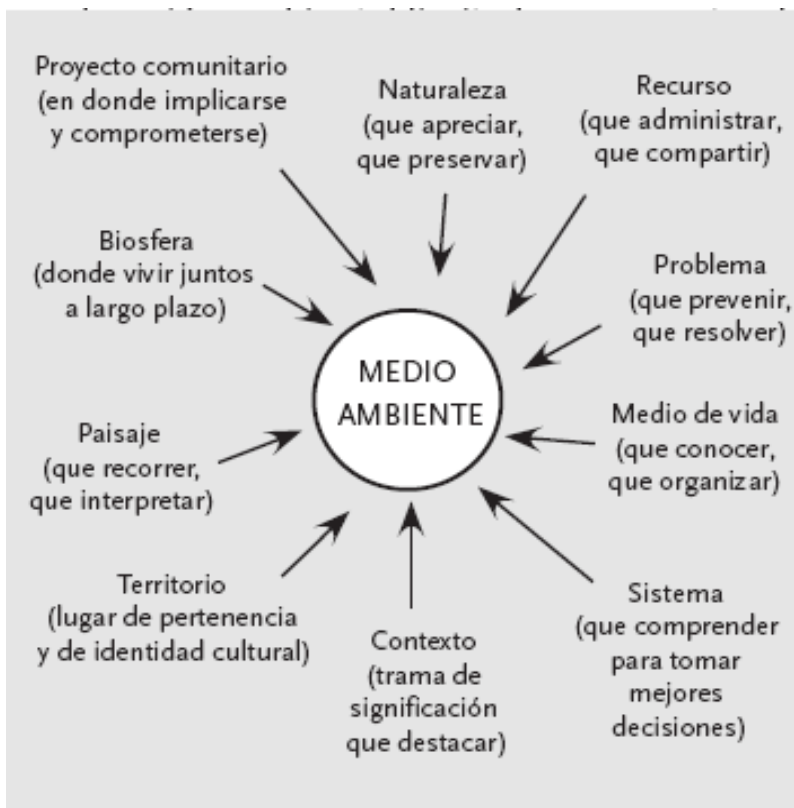 Proyecto comunitario
(en donde implicarse
y comprometerse)
Naturaleza
(que apreciar,
que preservar)
Recurso
(que administrar,
que compartir)
Biosfera
(donde vivir juntos
a largo plazo)
Problema
(que prevenir,
que resolver)
MEDIO
AMBIENTE
Paisaje
(que recorrer,
que interpretar)
Medio de vida
(que conocer,
que organizar)
Territorio
(lugar de pertenencia
y de identidad cultural)
Contexto
(trama de
significación
que destacar)
Sistema
(que comprender
para tomar
mejores
decisiones)